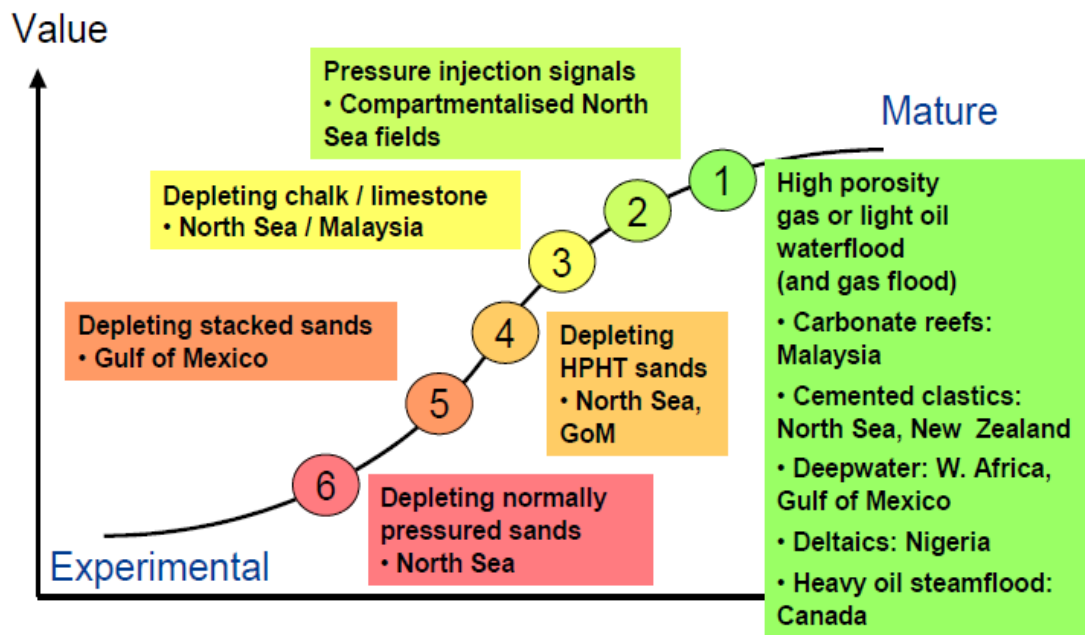 Value
Pressure injection signals
• Compartmentalised North
Sea fields
Mature
Depleting chalk / limestone
• North Sea / Malaysia
1
2
3
High porosity
gas or light oil
waterflood
(and gas flood)
• Carbonate reefs:
Malaysia
• Cemented clastics:
North Sea, New Zealand
• Deepwater: W. Africa,
Gulf of Mexico
• Deltaics: Nigeria
• Heavy oil steamflood:
Canada
Depleting stacked sands
• Gulf of Mexico
4
Depleting
HPHT sands
• North Sea,
GoM
5
6
Depleting normally
pressured sands
• North Sea
Experimental